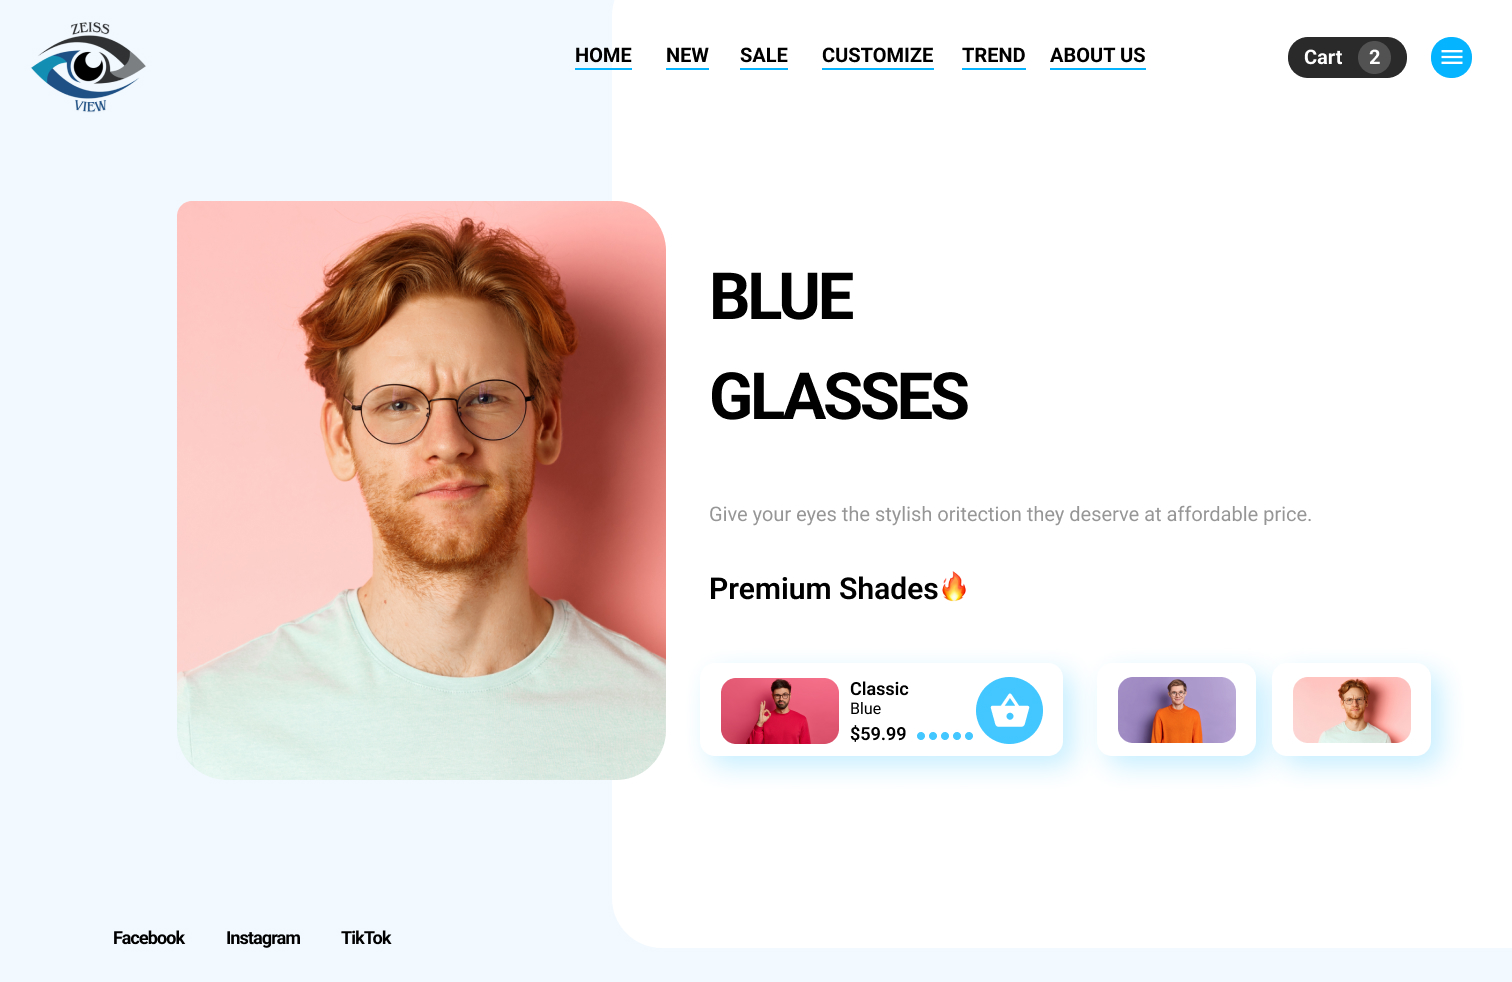 ZEISS
VIEW
HOME NEW SALE CUSTOMIZE TREND ABOUT US
Cart 2
BLUE
GLASSES
Give your eyes the stylish oritection they deserve at affordable price.
Premium Shades🔥
Classic
Blue
$59.99
Facebook Instagram TikTok